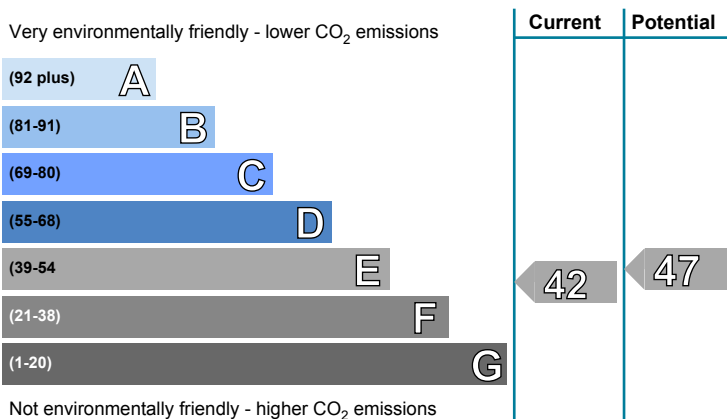 Very environmentally friendly - lower CO₂ emissions
Current
Potential
(92 plus) A
(81-91) B
(69-80) C
(55-68) D
(39-54 E
(21-38) F
(1-20) G
42
47
Not environmentally friendly - higher CO₂ emissions